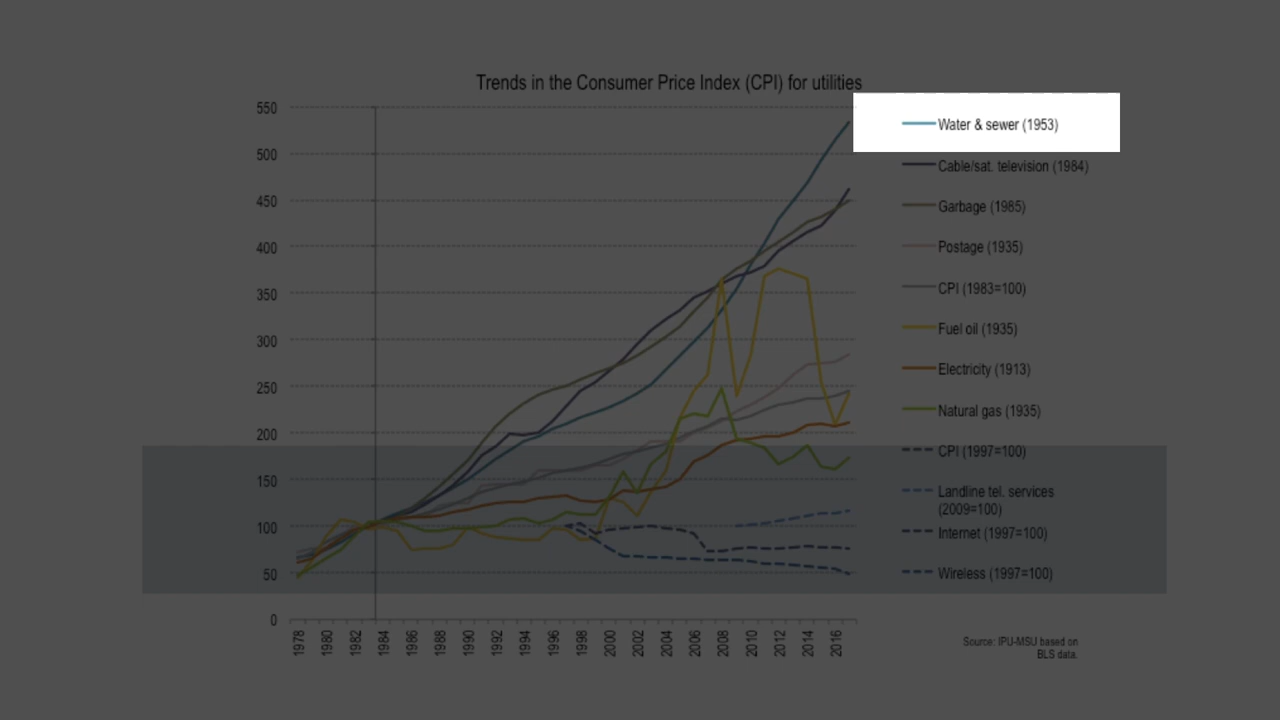 Trends in the Consumer Price Index (CPI) for utilities
550
500
450
400
350
300
250
200
150
100
50
0
1978
1980
1982
1984
1986
1988
1990
1992
1994
1996
1998
2000
2002
2004
2006
2008
2010
2012
2014
2016
Water & sewer (1953)
Cable/sat. television (1984)
Garbage (1985)
Postage (1935)
CPI (1983=100)
Fuel oil (1935)
Electricity (1913)
Natural gas (1935)
CPI (1997=100)
Landline tel. services
(2009=100)
Internet (1997=100)
Wireless (1997=100)
Source: IPU-MSU based on
BLS data.